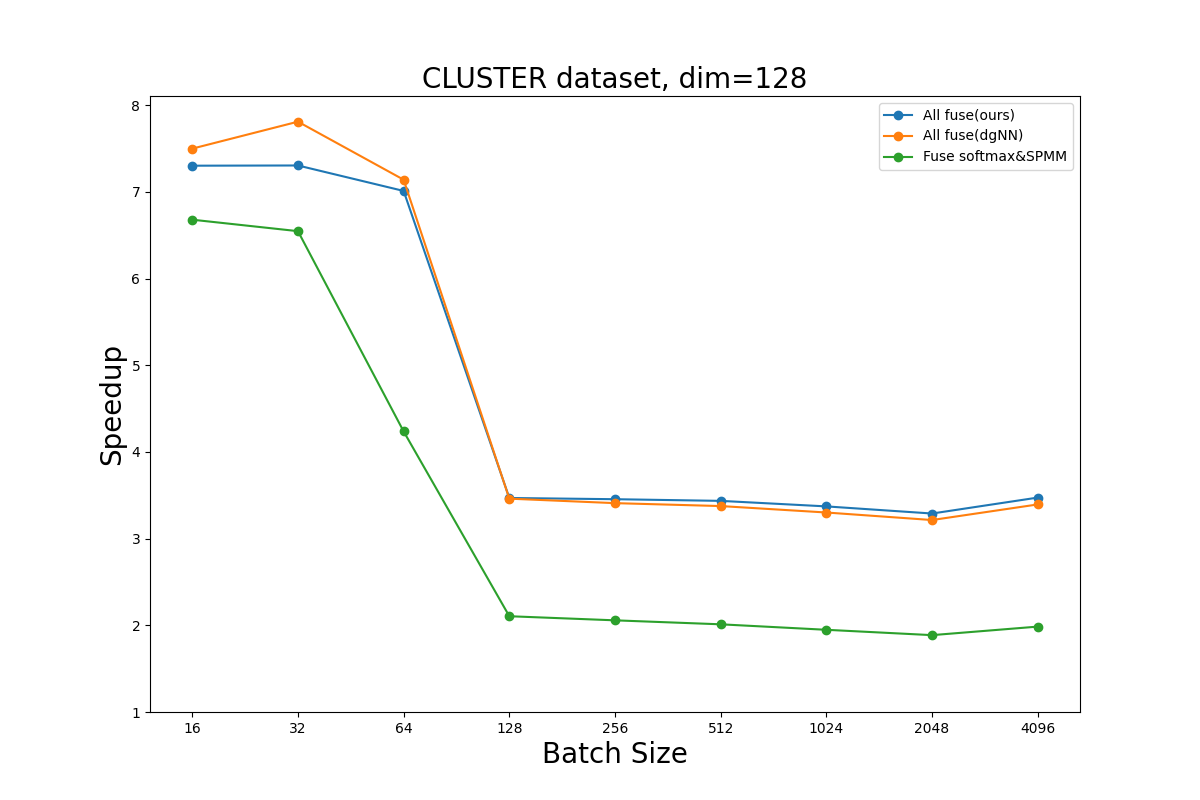 CLUSTER dataset, dim=128
All fuse(ours)
All fuse(dgNN)
Fuse softmax&SPMM
8
7
6
5
4
3
2
1
Speedup
16 32 64 128 256 512 1024 2048 4096
Batch Size